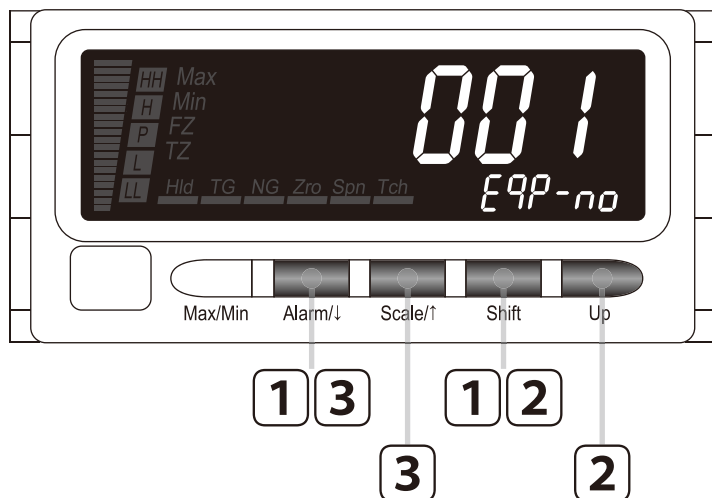 HH Max
001
H Min
P FZ
L TZ
LL Hld TG NG Zro Spn Tch
EqP-no
Max/Min Alarm/↓ Scale/↑ Shift Up
1 3 1 2
3 2